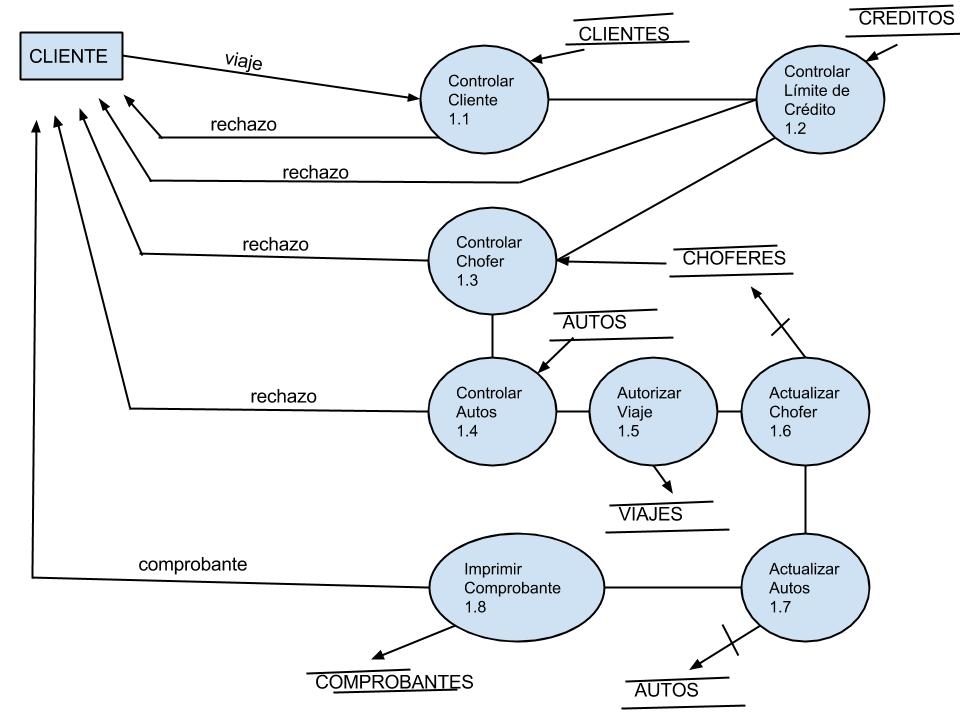 CLIENTE
viaje
CLIENTES
CREDITOS
Controlar
Cliente
1.1
Controlar
Límite de
Crédito
1.2
rechazo
rechazo
Controlar
Chofer
1.3
rechazo
CHOFERES
AUTOS
Controlar
Autos
1.4
rechazo
Autorizar
Viaje
1.5
Actualizar
Chofer
1.6
VIAJES
comprobante
Imprimir
Comprobante
1.8
Actualizar
Autos
1.7
COMPROBANTES
AUTOS